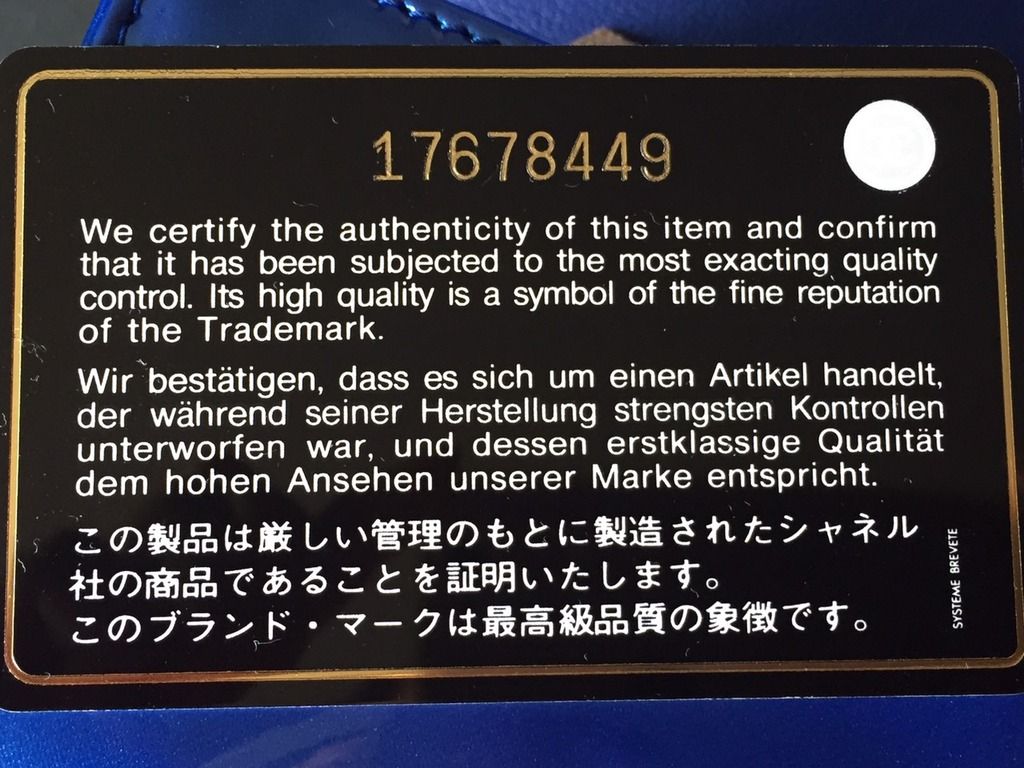 17678449
We certify the authenticity of this item and confirm
that it has been subjected to the most exacting quality
control. Its high quality is a symbol of the fine reputation
of the Trademark.
Wir bestätigen, dass es sich um einen Artikel handelt,
der während seiner Herstellung strengsten Kontrollen
unterworfen war, und dessen erstklassige Qualität
dem hohen Ansehen unserer Marke entspricht.
この製品は厳しい管理のもとに製造されたシャネル
社の商品であることを証明いたします。
このブランド・マークは最高級品質の象徴です。
SYSTEME BREVETE